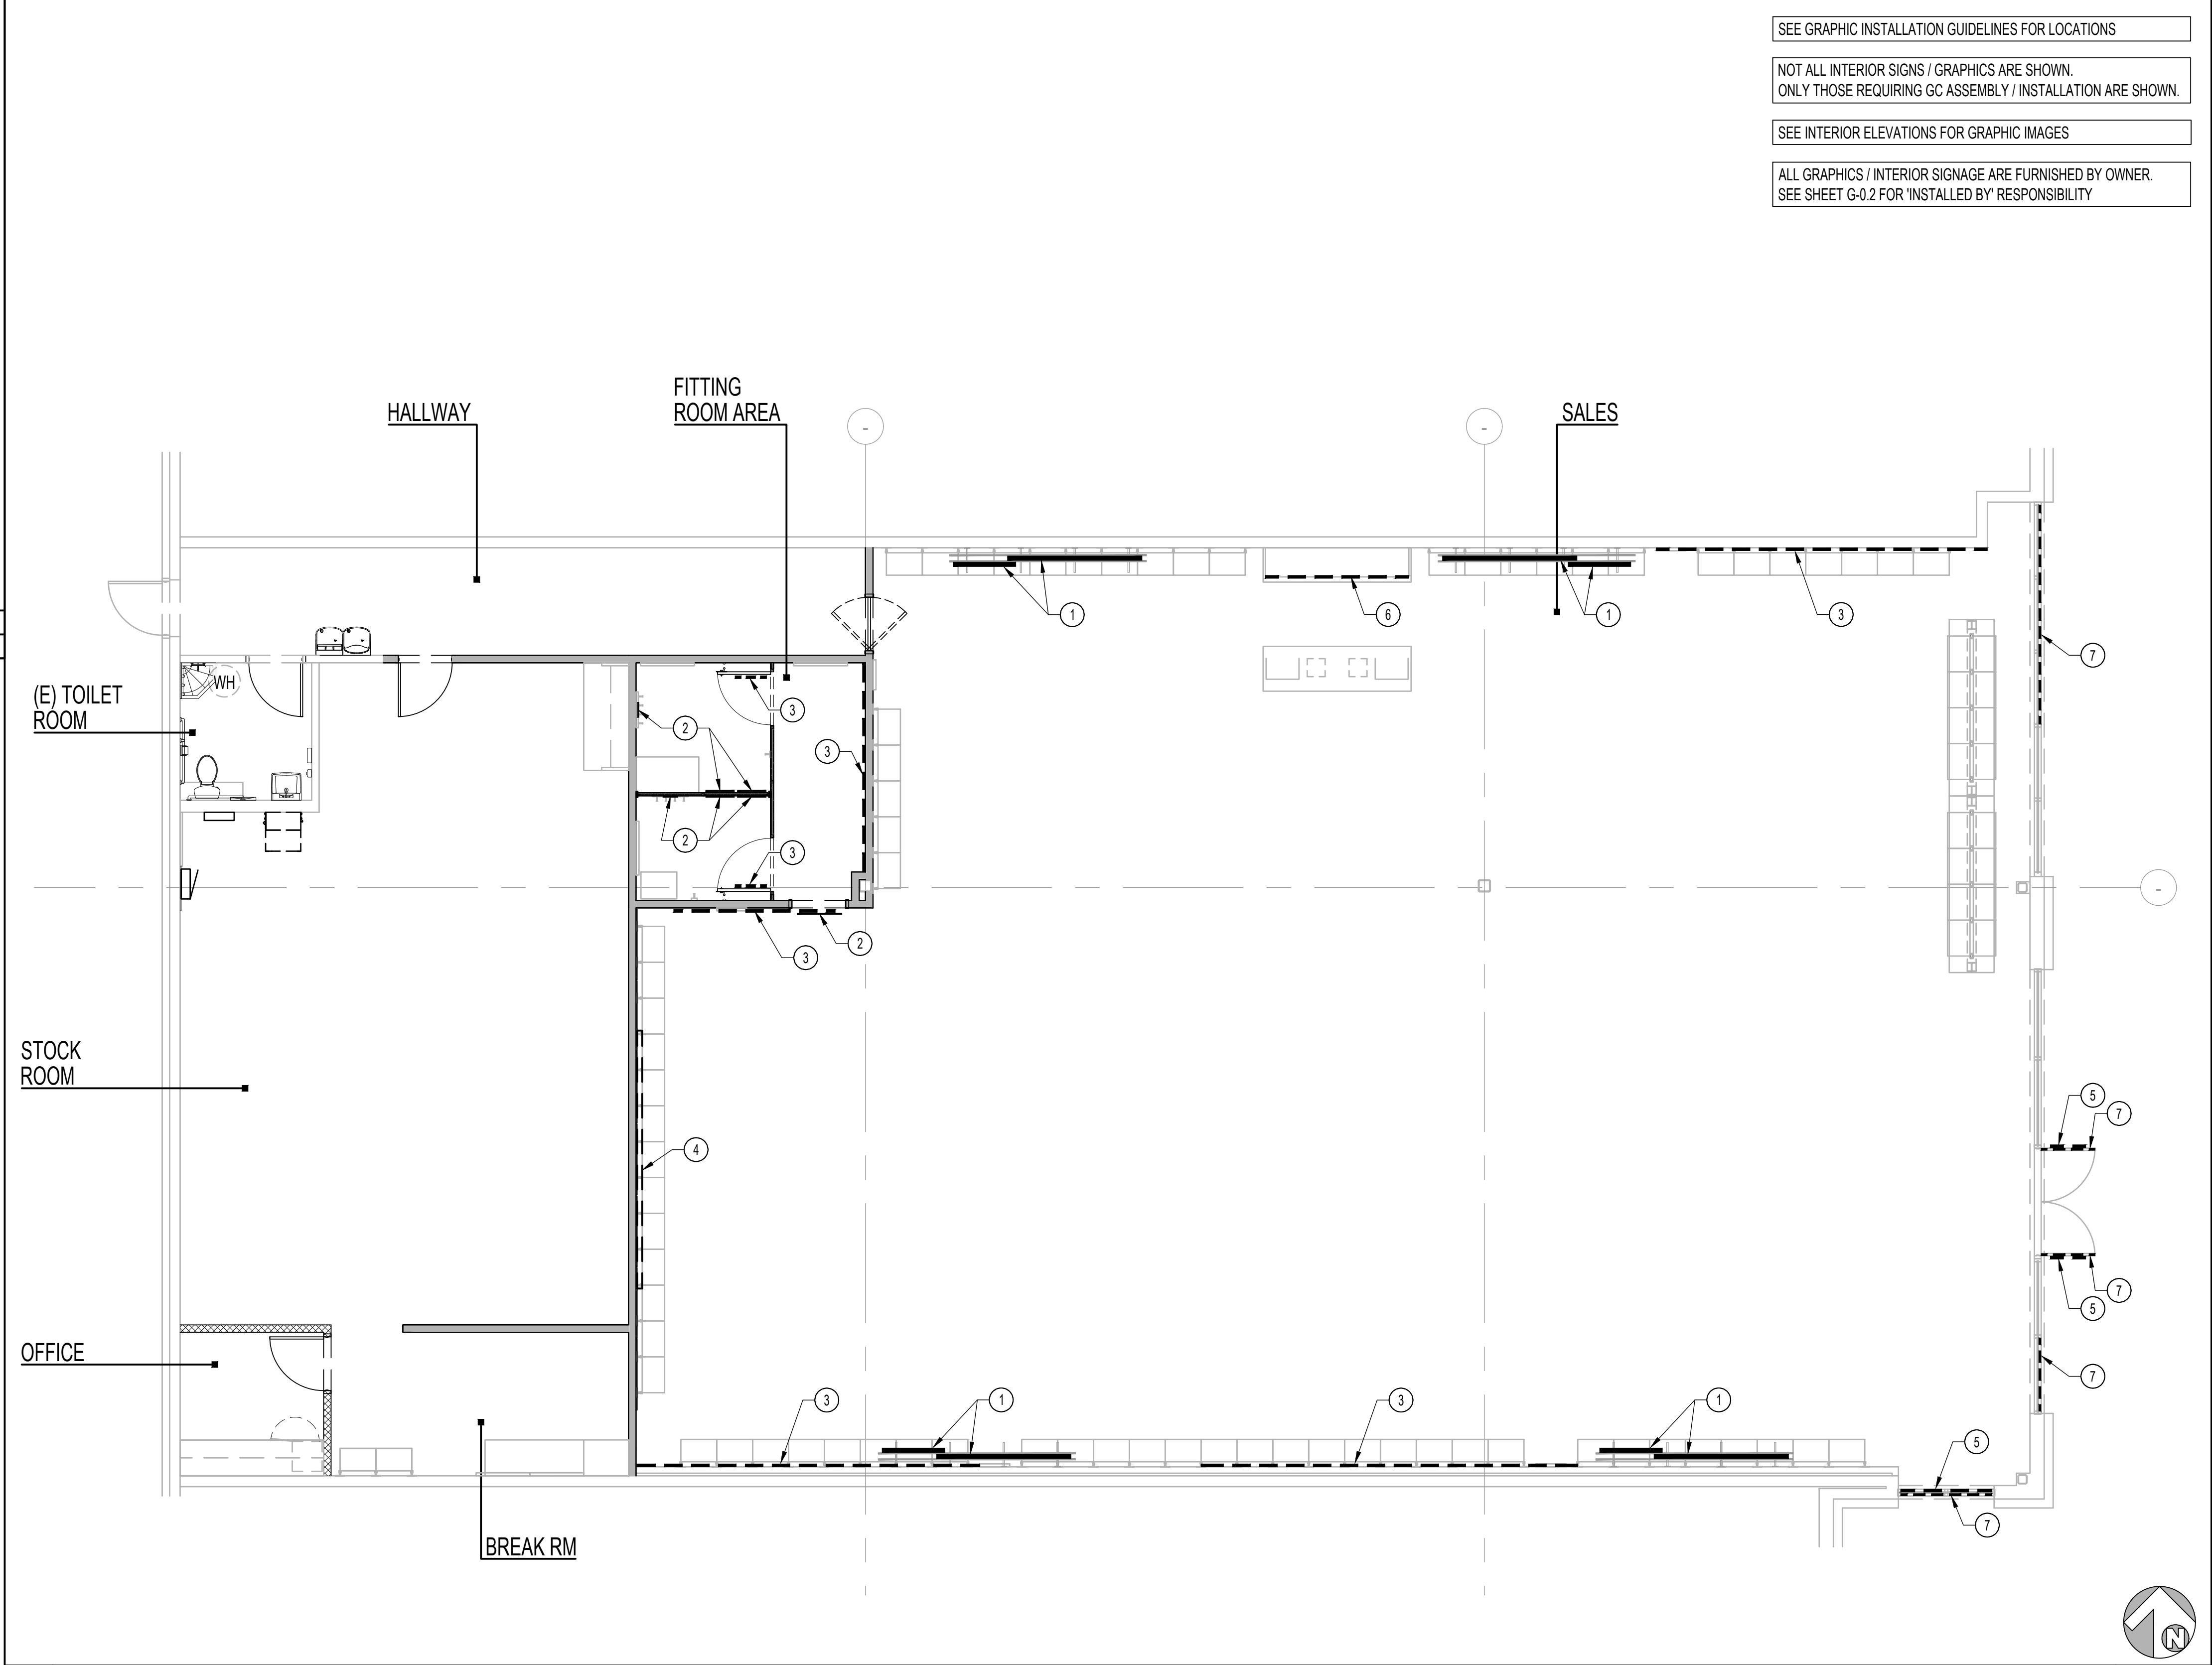 SEE GRAPHIC INSTALLATION GUIDELINES FOR LOCATIONS
NOT ALL INTERIOR SIGNS / GRAPHICS ARE SHOWN.
ONLY THOSE REQUIRING GC ASSEMBLY / INSTALLATION ARE SHOWN.
SEE INTERIOR ELEVATIONS FOR GRAPHIC IMAGES
ALL GRAPHICS / INTERIOR SIGNAGE ARE FURNISHED BY OWNER.
SEE SHEET G-0.2 FOR 'INSTALLED BY' RESPONSIBILITY
HALLWAY
FITTING
ROOM AREA
-
-
SALES
1
6
1
3
7
(E) TOILET
ROOM
WH
3
2
3
2
3
-
2
3
STOCK
ROOM
4
5
7
7
5
OFFICE
7
3
1
3
1
5
7
BREAK RM
N